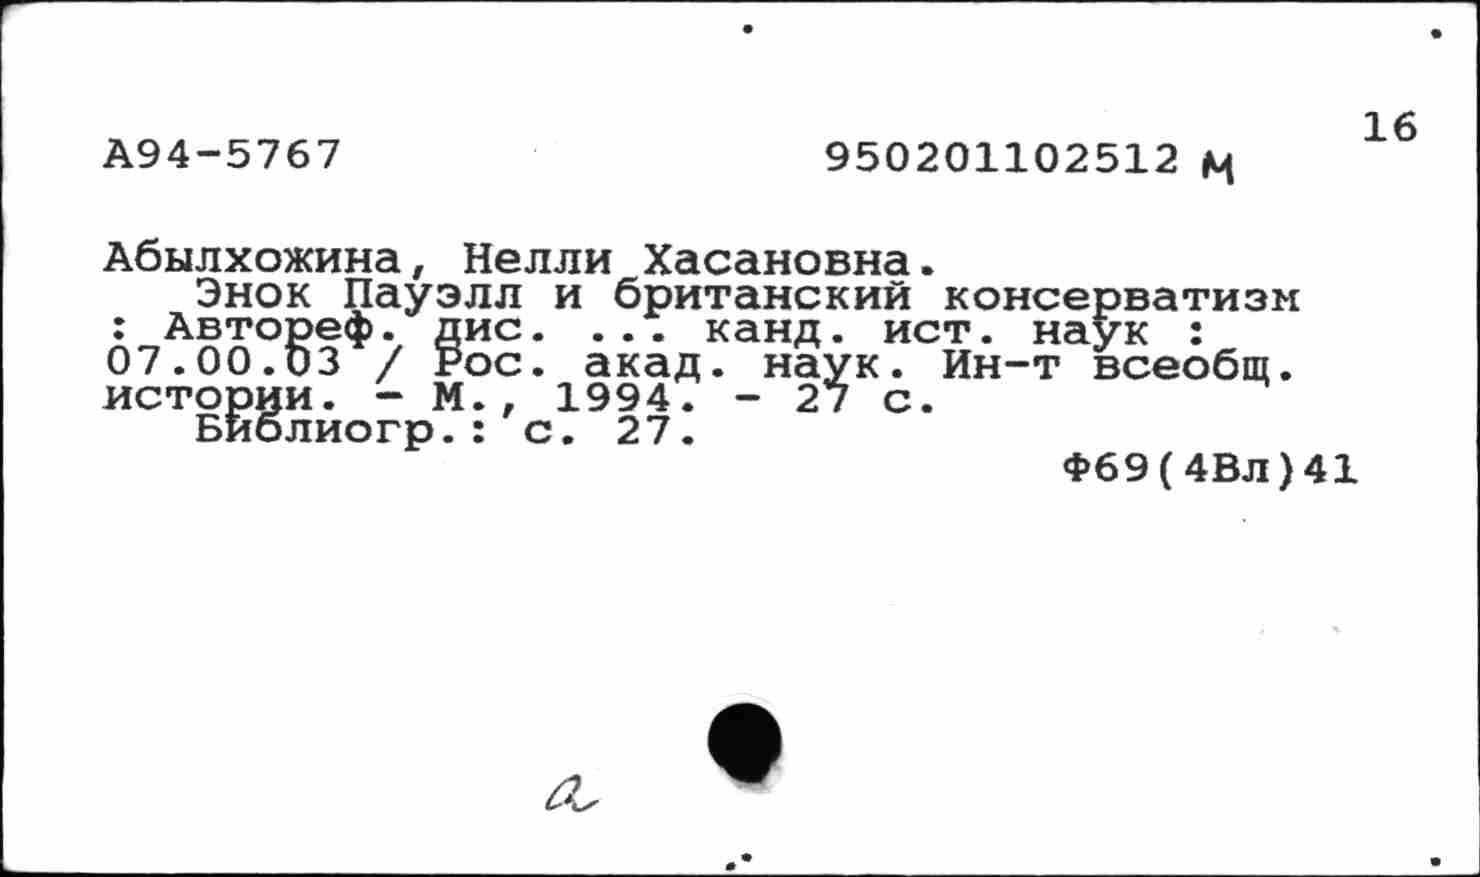 16
А94-5767 950201102512 м
Абылхожина, Нелли Хасановна.
Энок Пауэлл и британский консерватизм
: Автореф. дис. ... канд. ист. наук :
07.00.03 / Рос. акад. наук. Ин-т всеобщ.
истории. - М., 1994. - 27 с.
Библиогр.: с. 27.
Ф69(4Вл)41
а